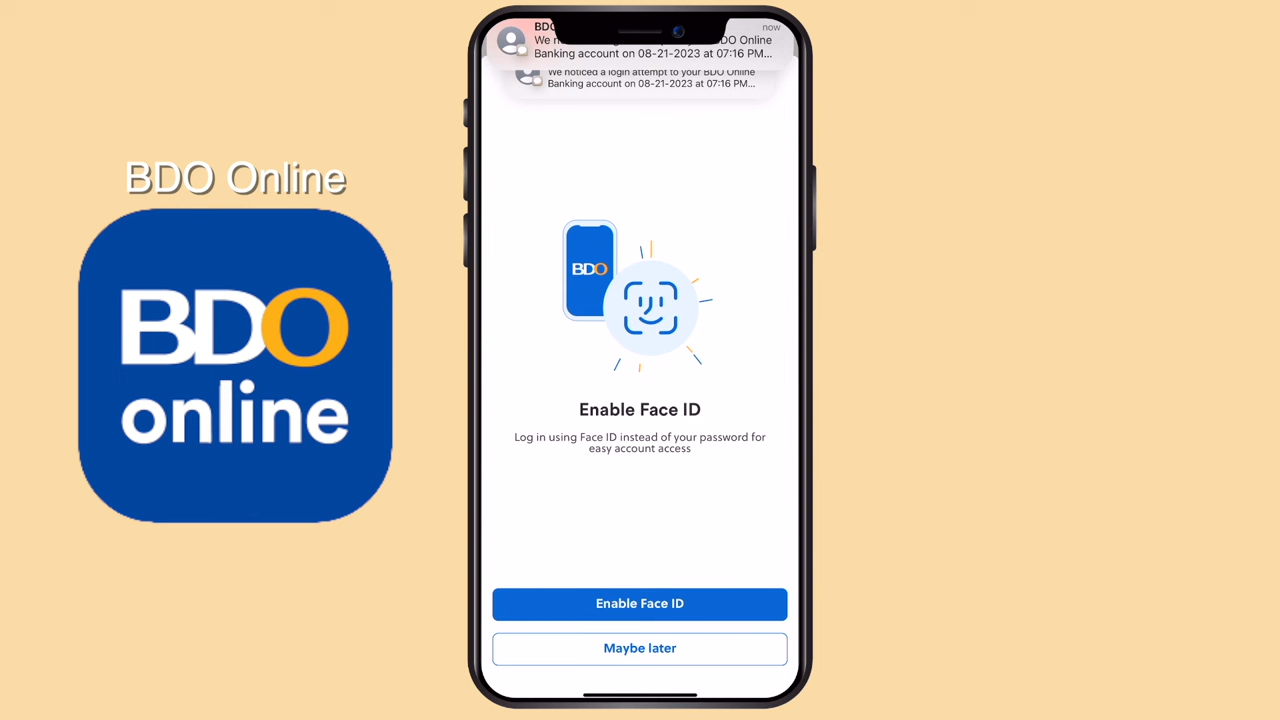 BDO Online
BDO
online
BDO
now
We DO Online
Banking account on 08-21-2023 at 07:16 PM...
We noticed a login attempt to your BDO Online
Banking account on 08-21-2023 at 07:16 PM...
BDO
Enable Face ID
Log in using Face ID instead of your password for
easy account access
Enable Face ID
Maybe later